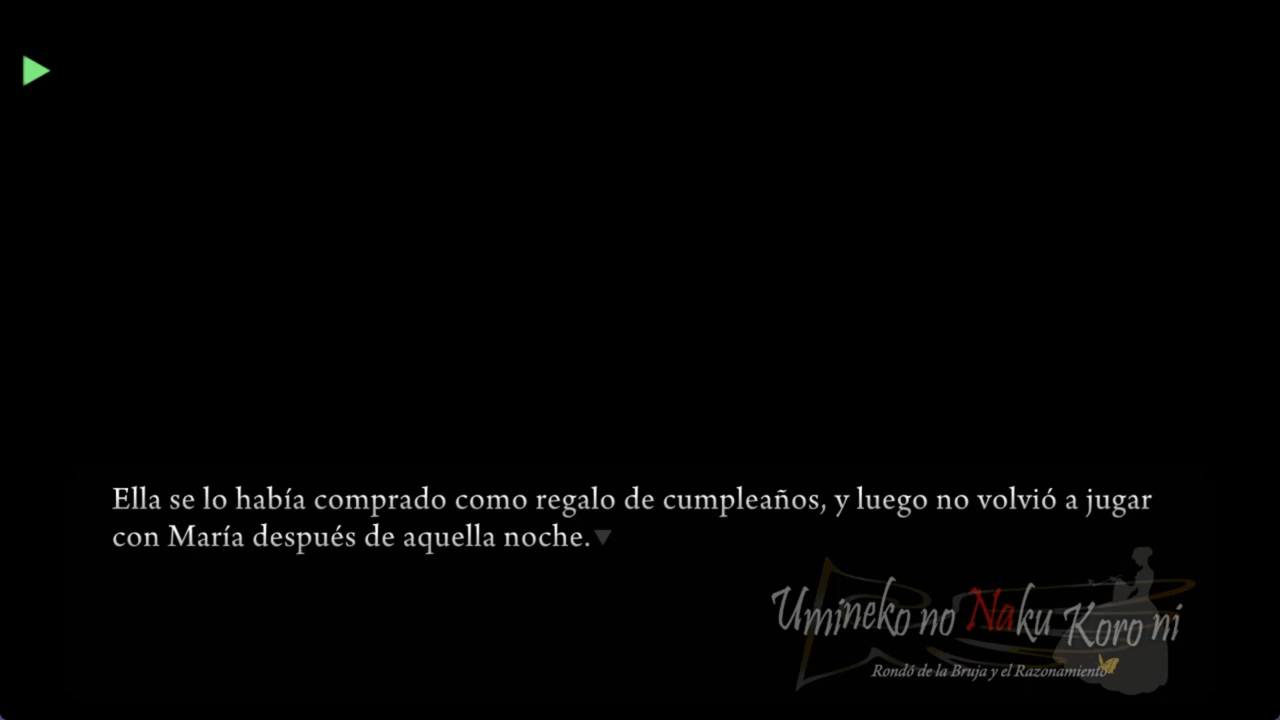 Ella se lo había comprado como regalo de cumpleaños, y luego no volvió a jugar
con María después de aquella noche.
Umineko no Naku Koro ni
Rondó de la Bruja y el Razonamiento